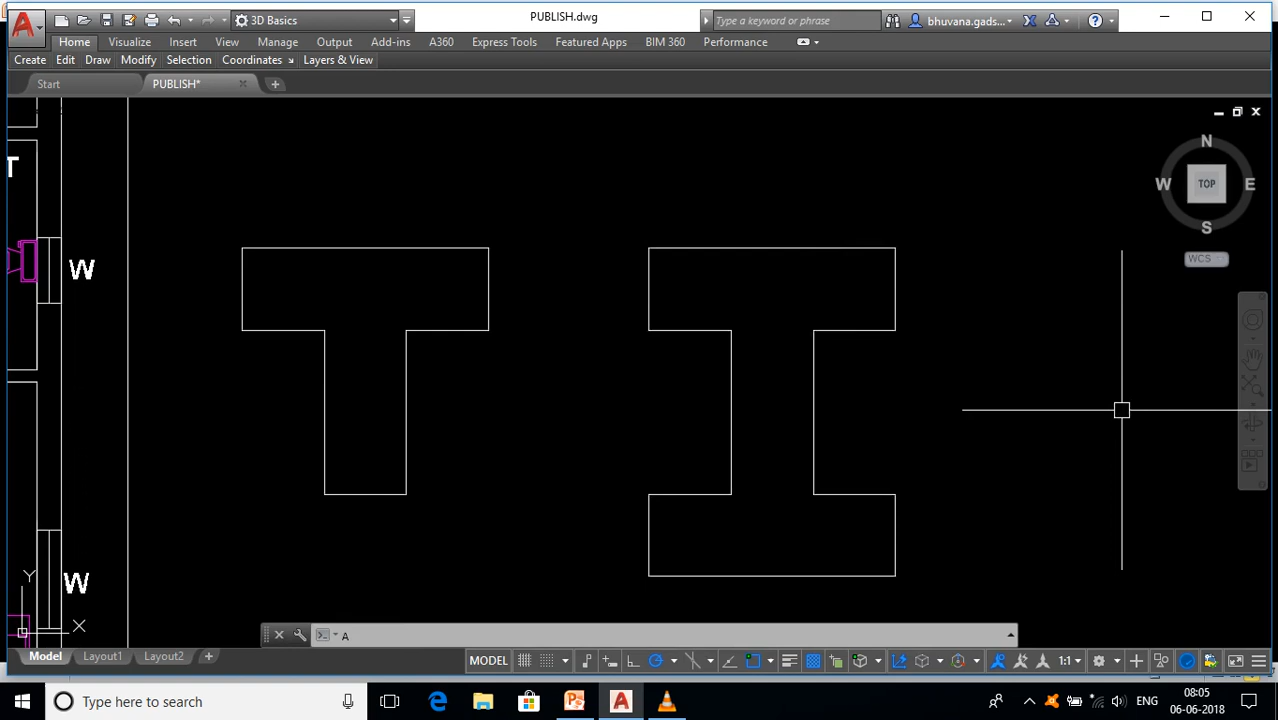 PUBLISH.dwg
3D Basics
Type a keyword or phrase
bhuvana.gads...
Home Visualize Insert View Manage Output Add-ins A360 Express Tools Featured Apps BIM 360 Performance
Create Edit Draw Modify Selection Coordinates Layers & View
Start PUBLISH*
N
W TOP E
S
WCS
T
W
W
Y
X
A
Model Layout1 Layout2
MODEL 1:1
Type here to search
ENG
08:05
06-06-2018